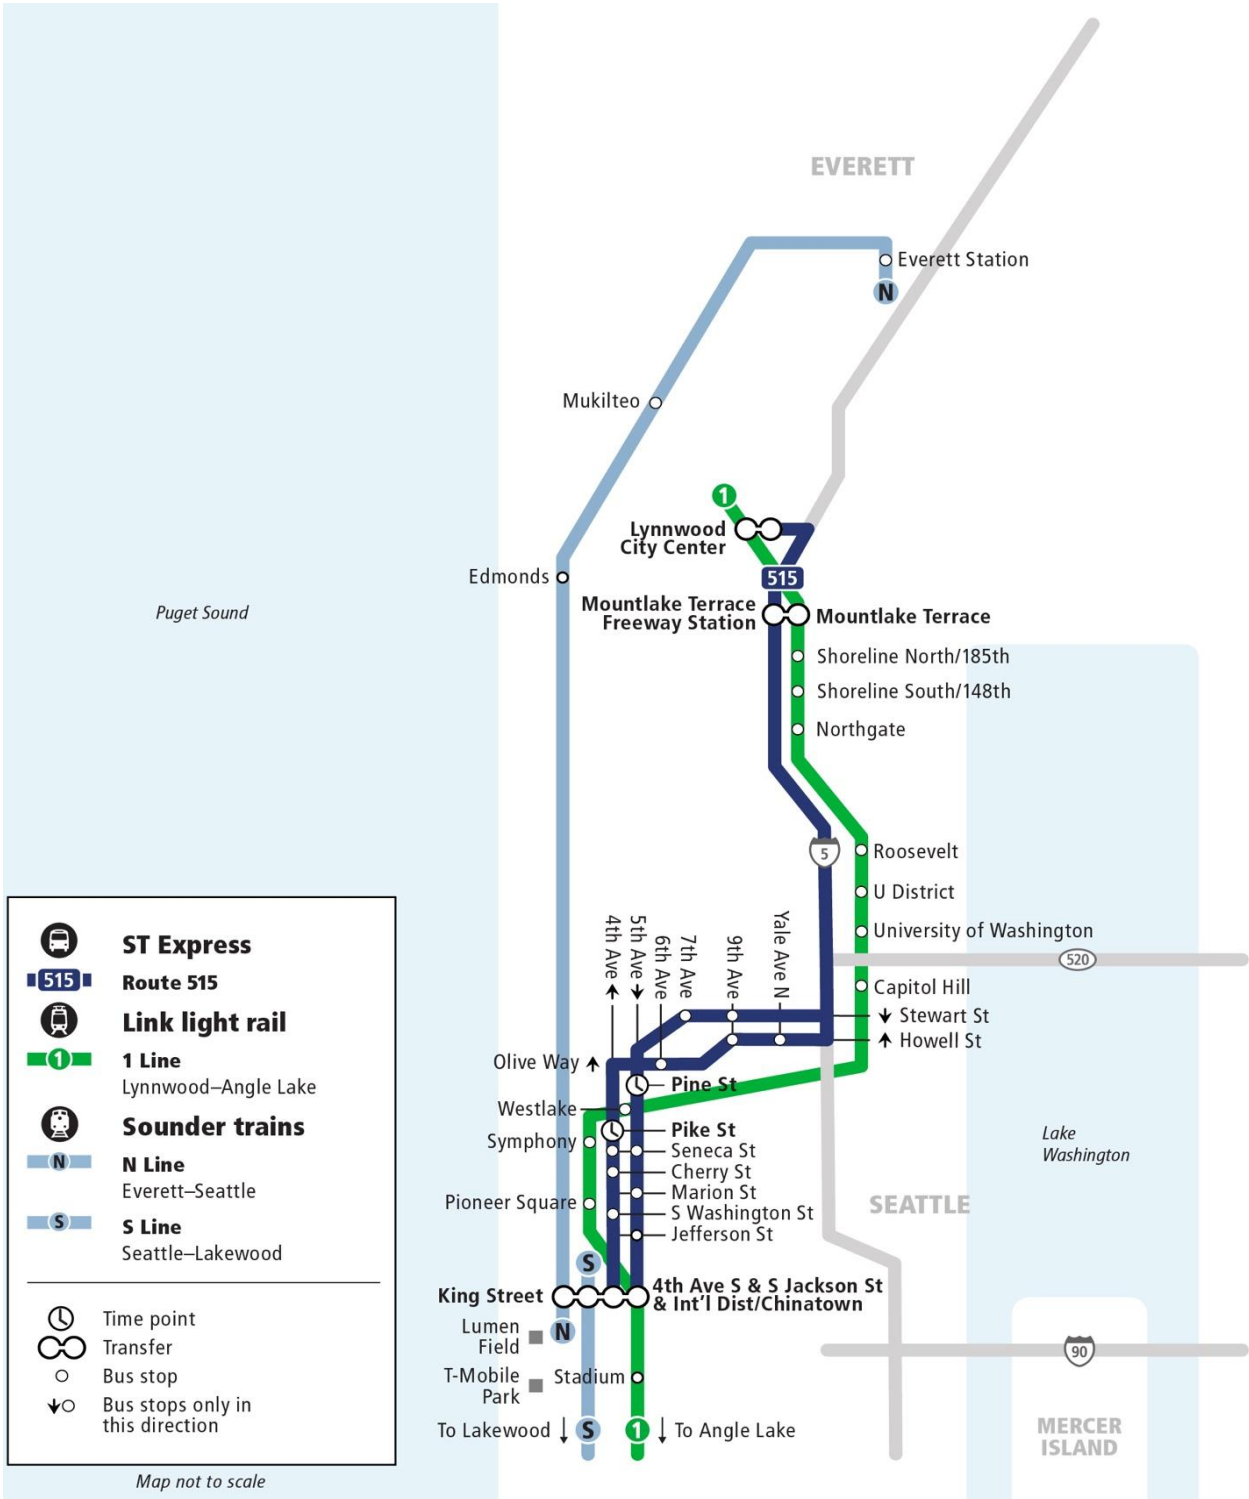 EVERETT
Everett Station
N
Mukilteo
1
Lynnwood
City Center
Edmonds
515
Mountlake Terrace
Freeway Station
Mountlake Terrace
Puget Sound
Shoreline North/185th
Shoreline South/148th
Northgate
5
Roosevelt
U District
University of Washington
520
Capitol Hill
4th Ave
5th Ave
6th Ave
7th Ave
9th Ave
Yale Ave N
Stewart St
Howell St
Olive Way
Pine St
Westlake
Pike St
Symphony
Seneca St
Cherry St
Marion St
Pioneer Square
S Washington St
Jefferson St
Lake
Washington
SEATTLE
S
King Street
4th Ave S & S Jackson St
& Int'l Dist/Chinatown
Lumen
Field
N
90
T-Mobile
Park
Stadium
To Lakewood
S
1
To Angle Lake
MERCER
ISLAND
ST Express
515
Route 515
Link light rail
1
1 Line
Lynnwood–Angle Lake
Sounder trains
N
N Line
Everett–Seattle
S
S Line
Seattle–Lakewood
Time point
Transfer
Bus stop
Bus stops only in
this direction
Map not to scale